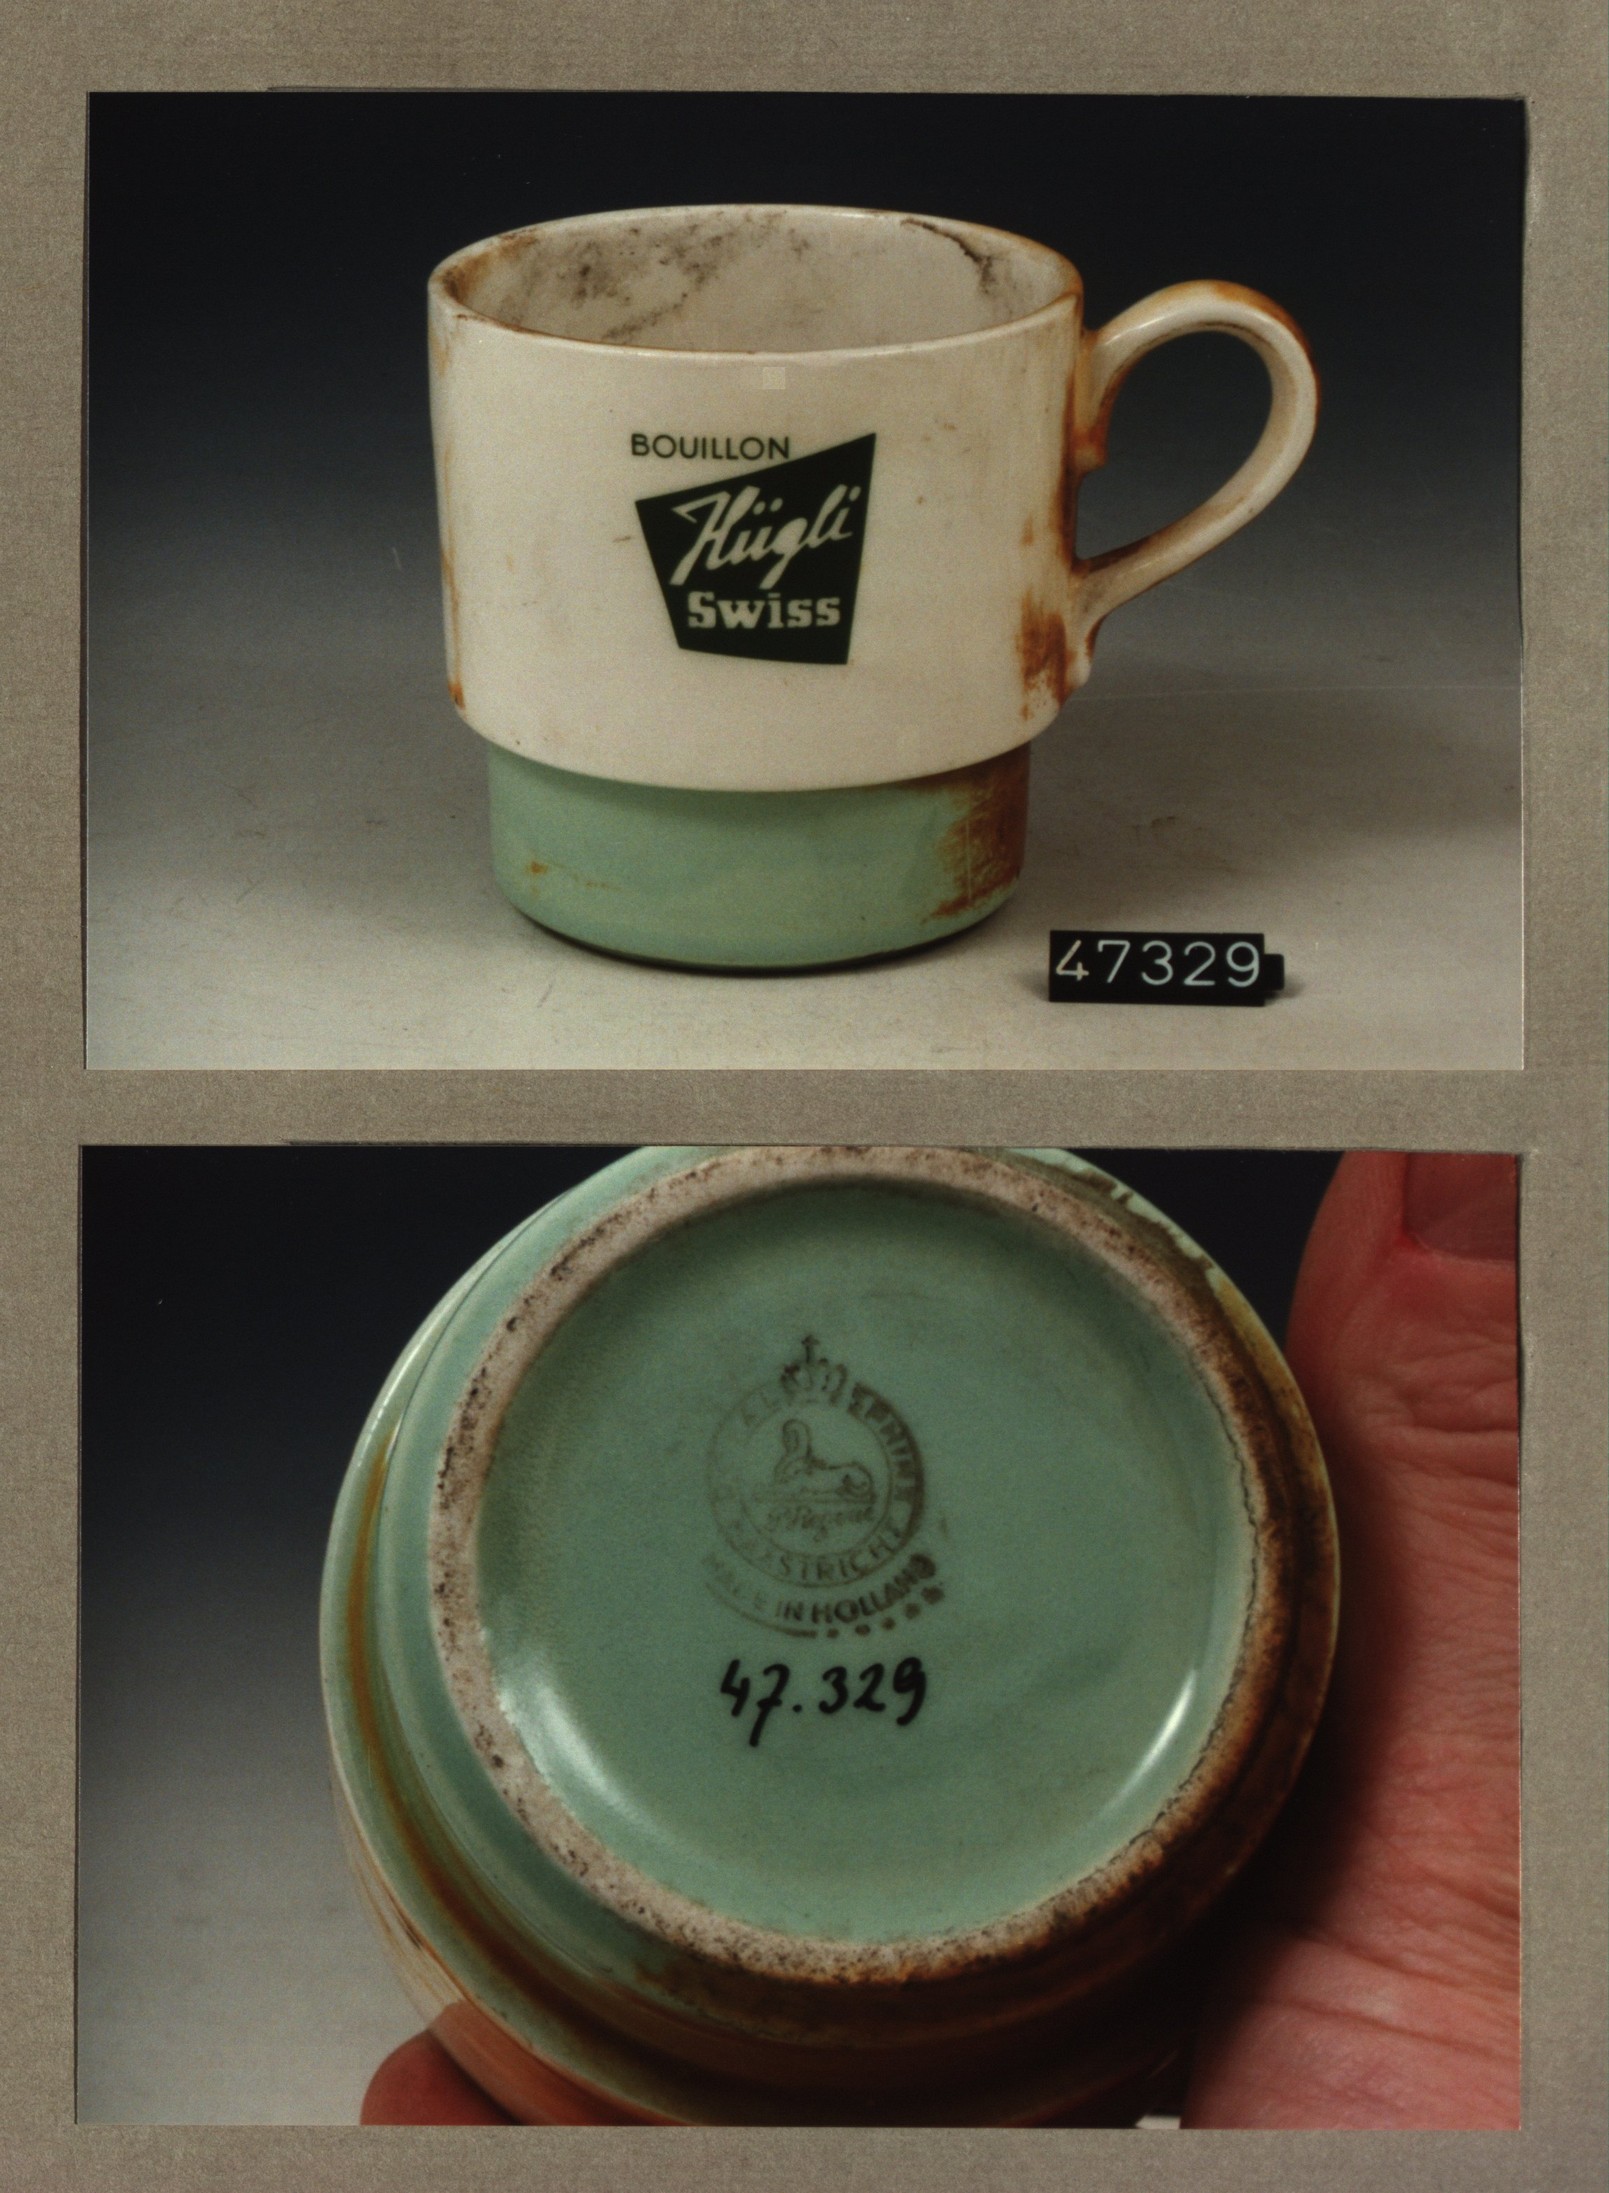 BOUILLON
Hügli
Swiss
47329
MAASTRICHT
MADE IN HOLLAND
47.329